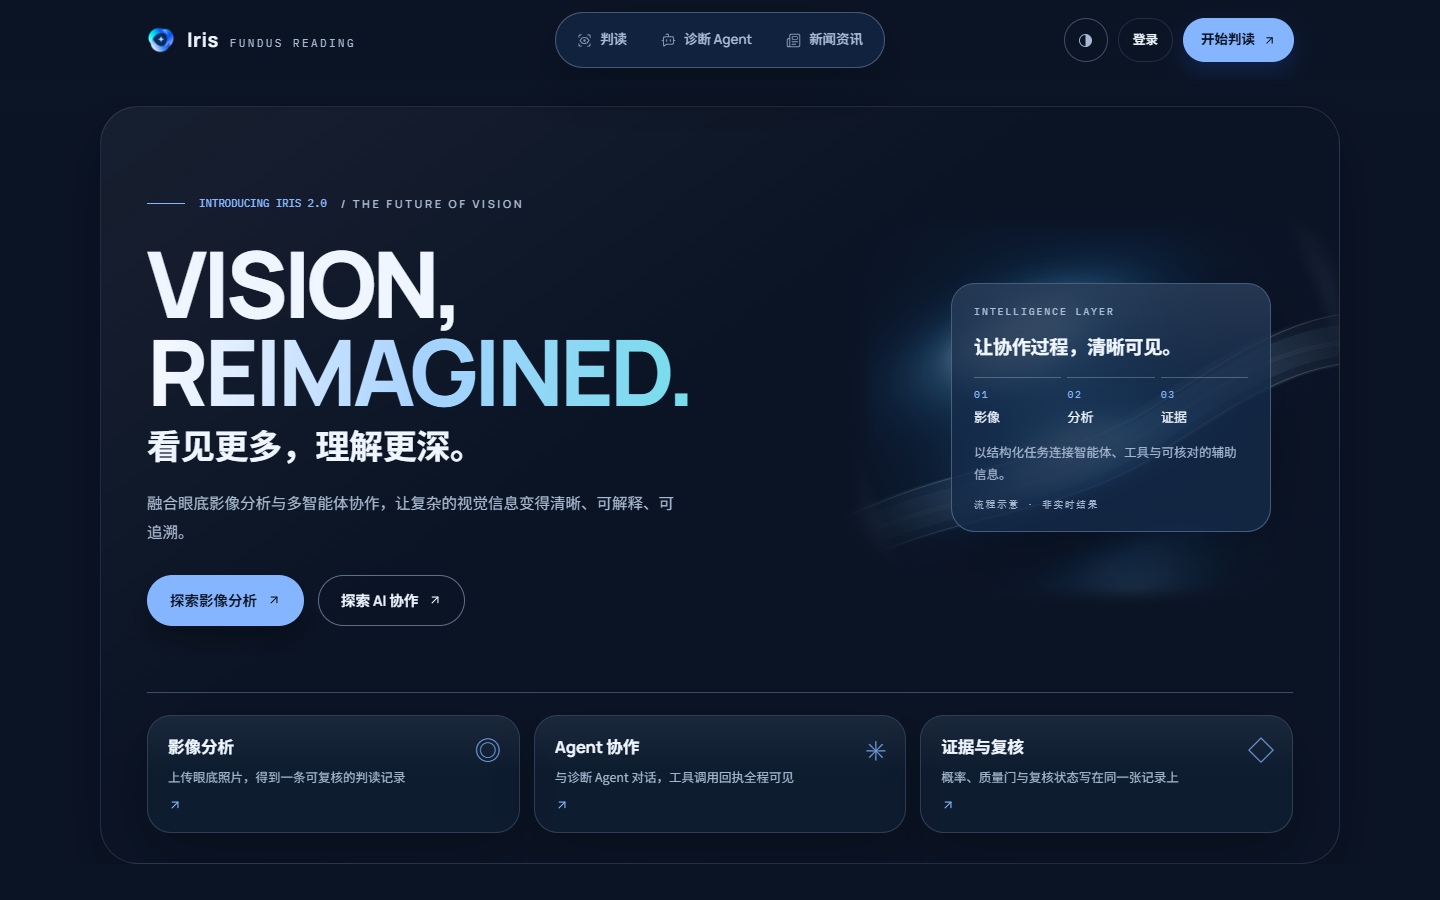 Iris FUNDUS READING
判读
诊断 Agent
新闻资讯
登录
开始判读
INTRODUCING IRIS 2.0 / THE FUTURE OF VISION
VISION,
REIMAGINED.
看见更多，理解更深。
融合眼底影像分析与多智能体协作，让复杂的视觉信息变得清晰、可解释、可
追溯。
探索影像分析
探索 AI 协作
INTELLIGENCE LAYER
让协作过程，清晰可见。
01 02 03
影像 分析 证据
以结构化任务连接智能体、工具与可核对的辅助
信息。
流程示意 · 非实时结果
影像分析
上传眼底照片，得到一条可复核的判读记录
Agent 协作
与诊断 Agent 对话，工具调用回执全程可见
证据与复核
概率、质量门与复核状态写在同一张记录上